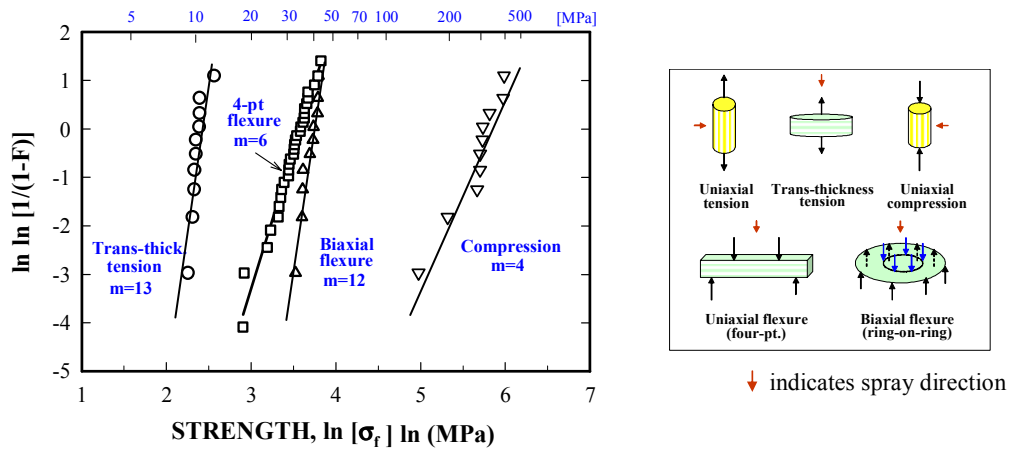 5 10 20 30 50 70 100 200 500 [MPa]
2
1
0
-1
-2
-3
-4
-5
ln ln [1/(1-F)]
4-pt
flexure
m=6
Trans-thick.
tension
m=13
Biaxial
flexure
m=12
Compression
m=4
1 2 3 4 5 6 7
STRENGTH, ln [σf ] ln (MPa)
Uniaxial
tension
Trans-thickness
tension
Uniaxial
compression
Uniaxial flexure
(four-pt.)
Biaxial flexure
(ring-on-ring)
indicates spray direction